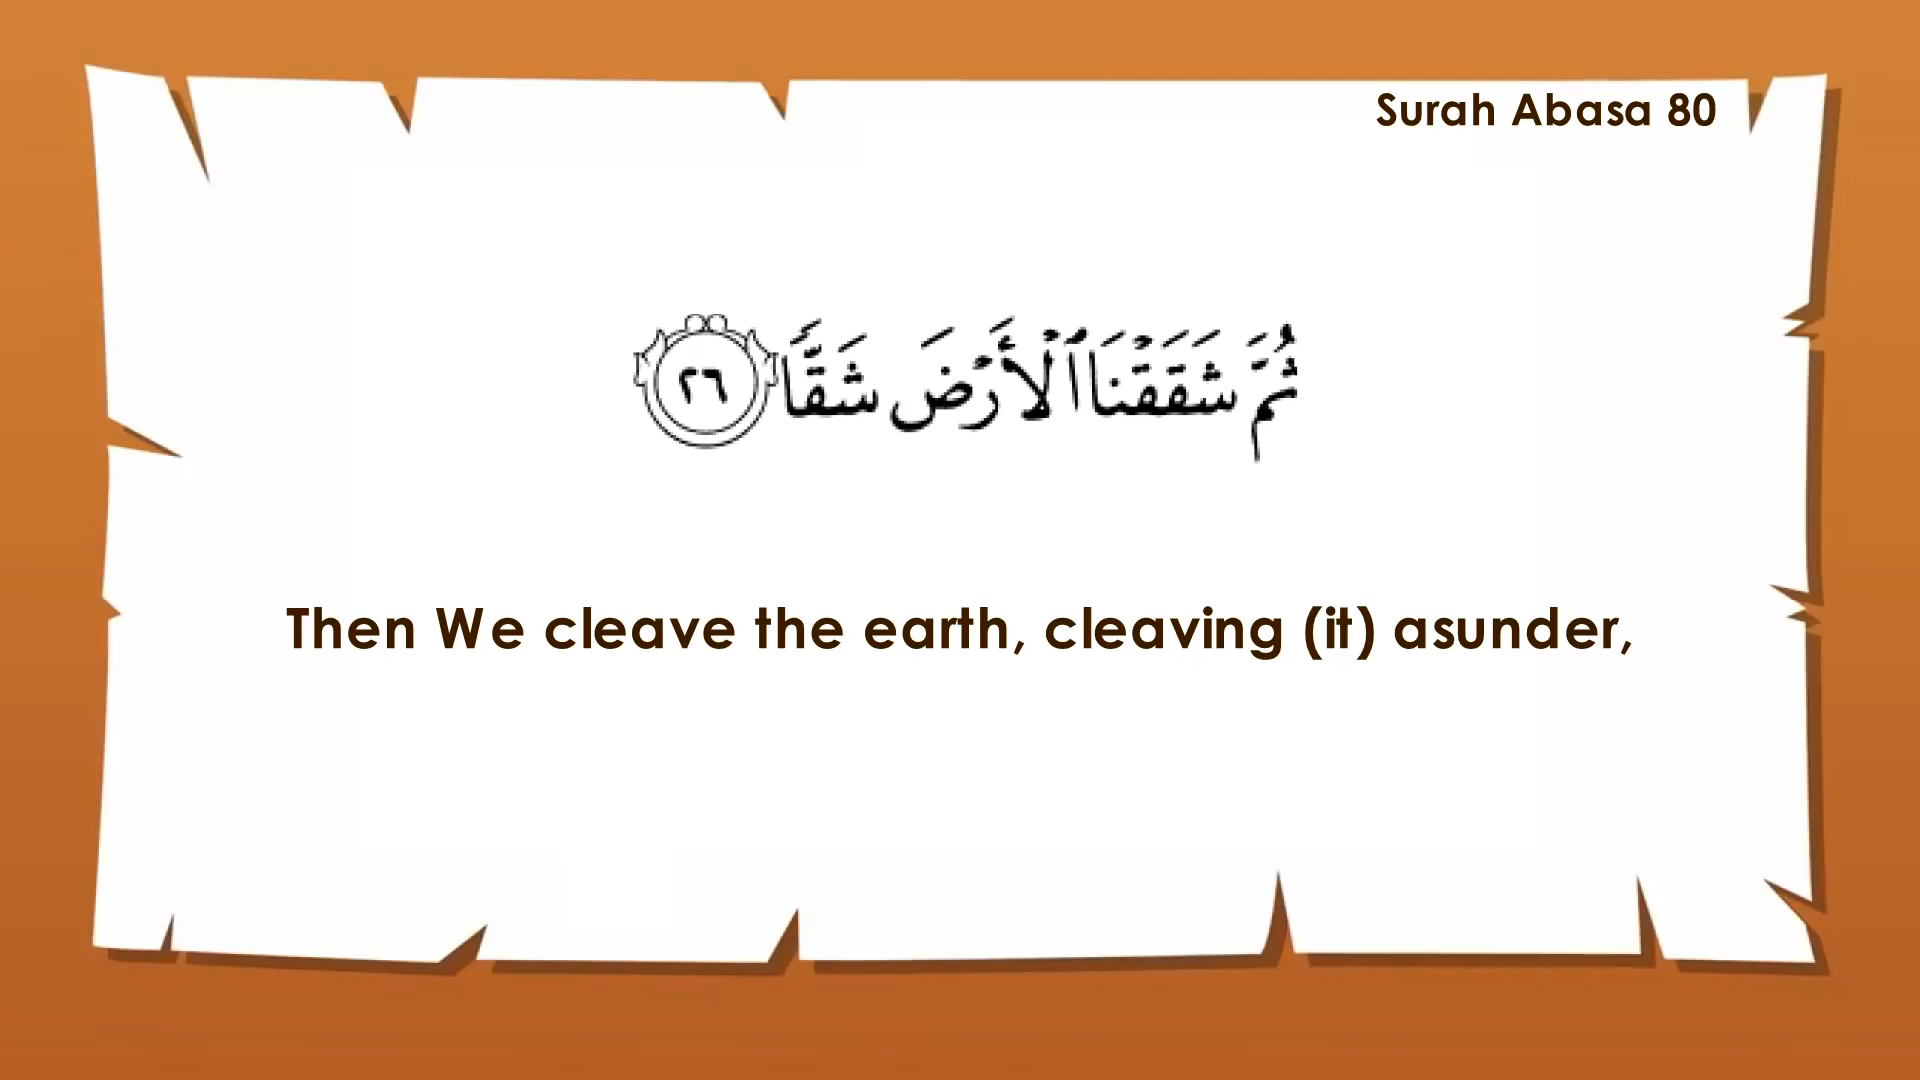 Surah Abasa 80
ثُمَّ شَقَقْنَا ٱلْأَرْضَ شَقًّا ٢٦
Then We cleave the earth, cleaving (it) asunder,